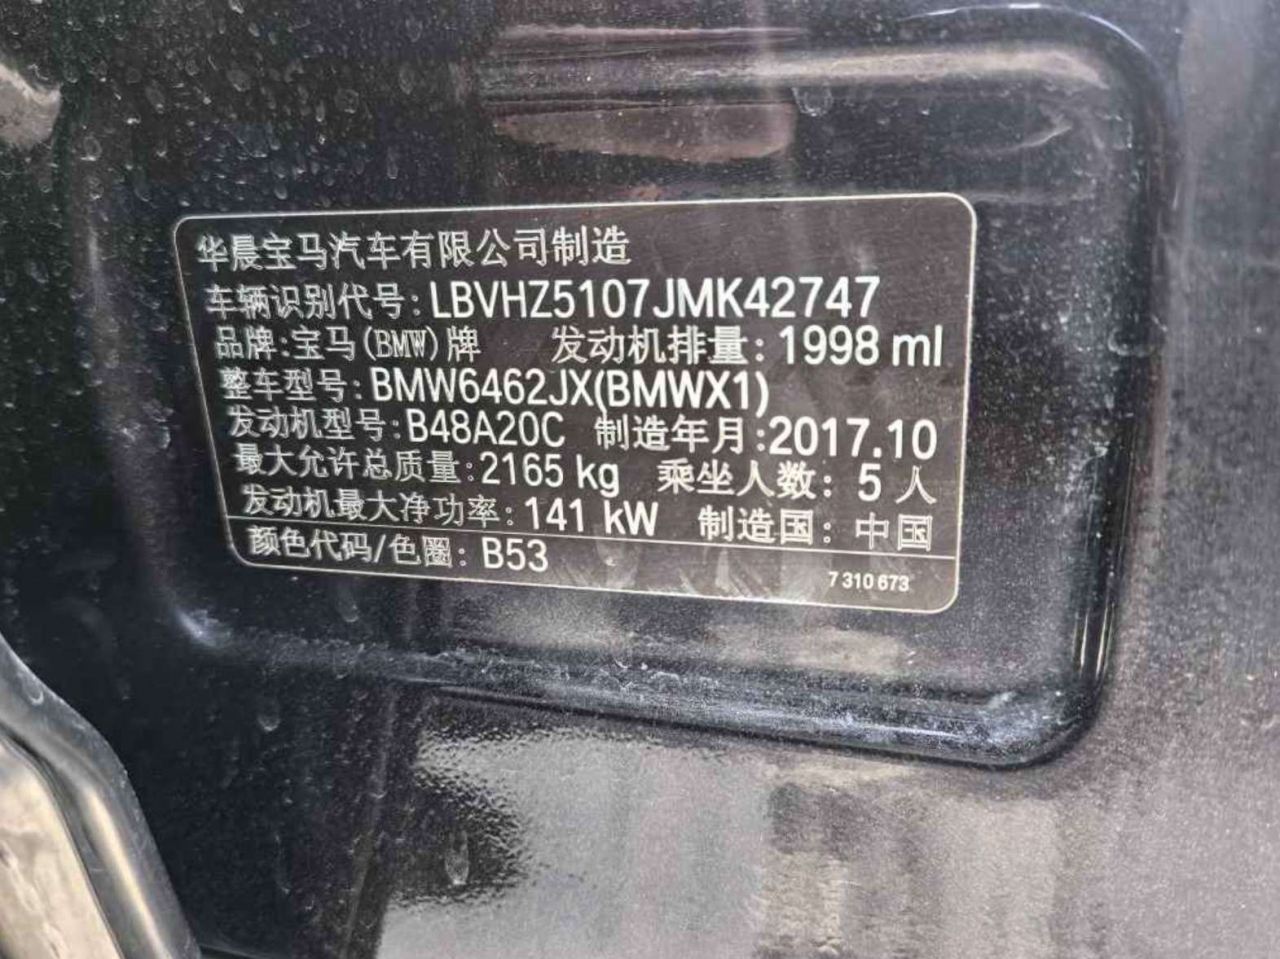 华晨宝马汽车有限公司制造
车辆识别代号:LBVHZ5107JMK42747
品牌:宝马(BMW)牌 发动机排量:1998 ml
整车型号:BMW6462JX(BMWX1)
发动机型号:B48A20C 制造年月:2017.10
最大允许总质量:2165 kg 乘坐人数:5人
发动机最大净功率:141 kW 制造国:中国
颜色代码/色圈:B53
7 310 673